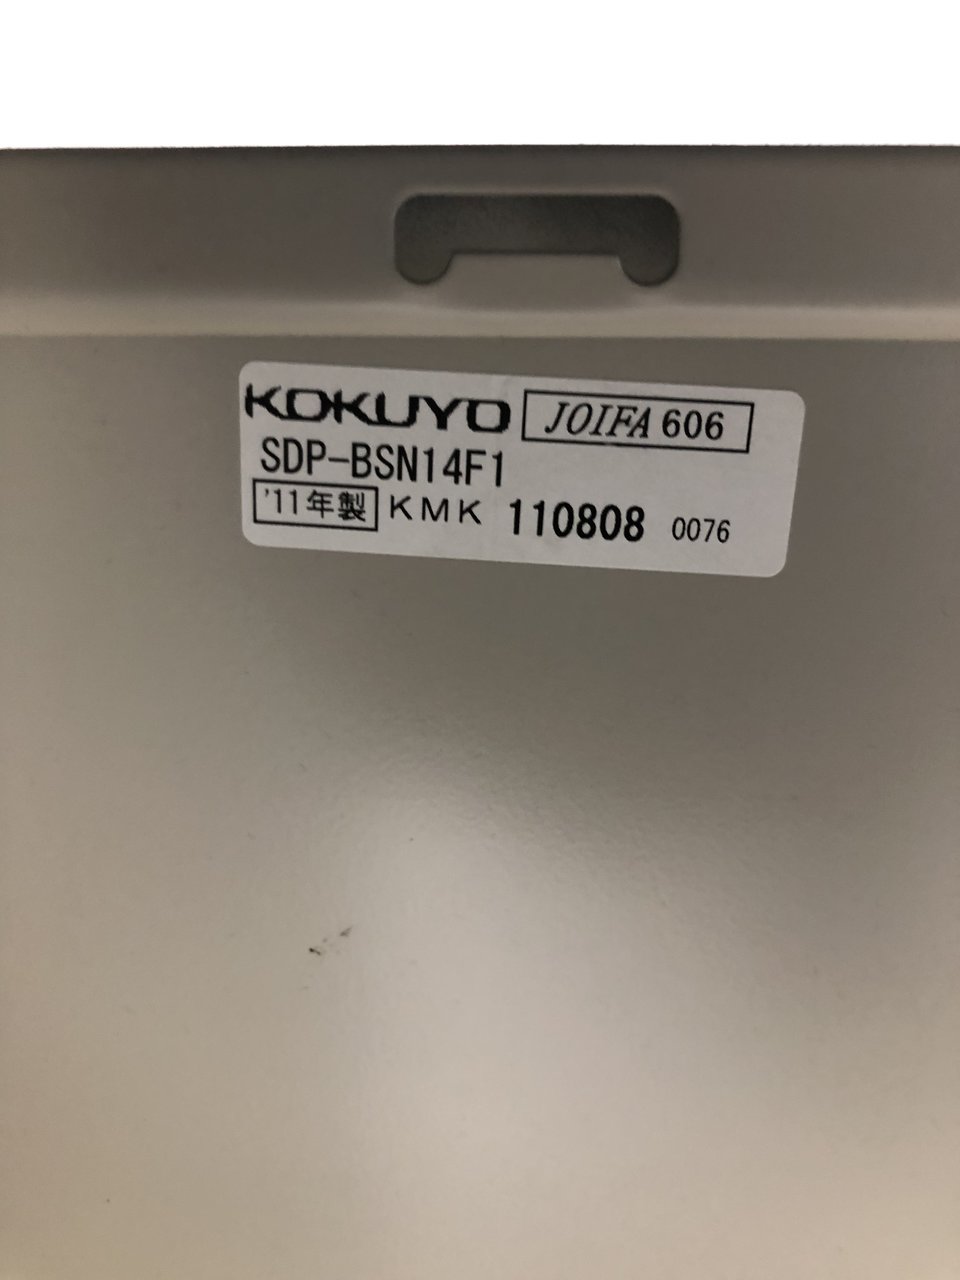 KOKUYO JOIFA 606
SDP-BSN14F1
'11年製 KMK 110808 0076